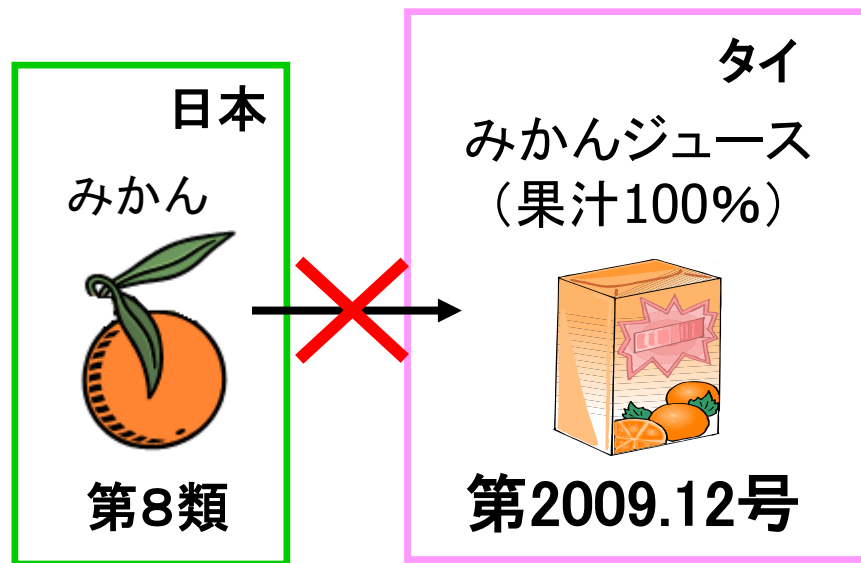 日本
みかん
第8類
タイ
みかんジュース
（果汁100％）
第2009.12号